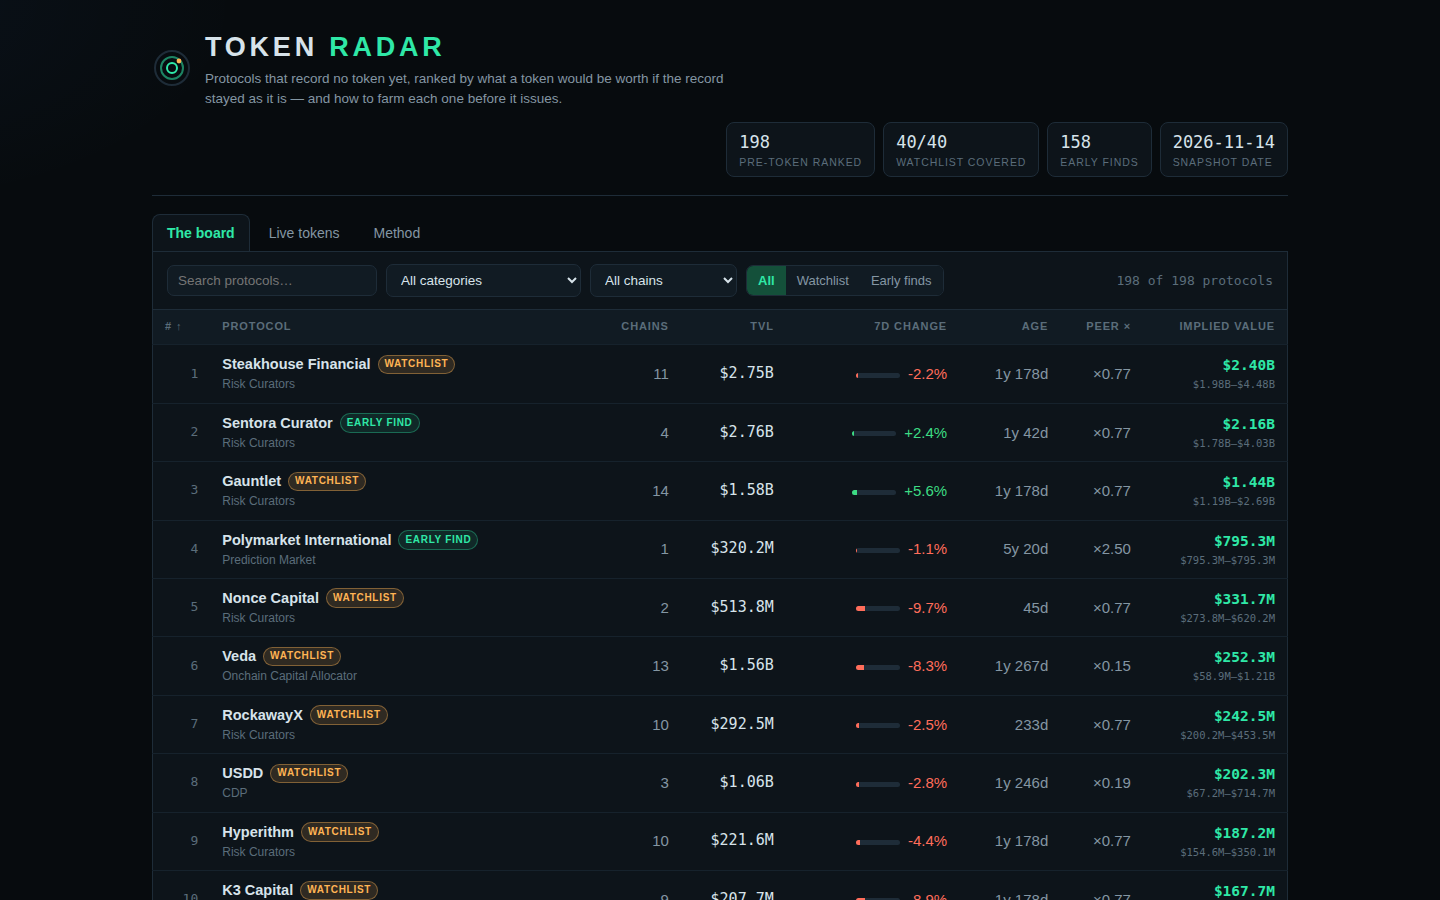 TOKEN RADAR
Protocols that record no token yet, ranked by what a token would be worth if the record
stayed as it is — and how to farm each one before it issues.
198 40/40 158 2026-11-14
PRE-TOKEN RANKED WATCHLIST COVERED EARLY FINDS SNAPSHOT DATE
The board Live tokens Method
Search protocols… All categories All chains All Watchlist Early finds 198 of 198 protocols
# ↑ PROTOCOL CHAINS TVL 7D CHANGE AGE PEER × IMPLIED VALUE
1 Steakhouse Financial WATCHLIST 11 $2.75B -2.2% 1y 178d ×0.77 $2.40B
Risk Curators $1.98B–$4.48B
2 Sentora Curator EARLY FIND 4 $2.76B +2.4% 1y 42d ×0.77 $2.16B
Risk Curators $1.78B–$4.03B
3 Gauntlet WATCHLIST 14 $1.58B +5.6% 1y 178d ×0.77 $1.44B
Risk Curators $1.19B–$2.69B
4 Polymarket International EARLY FIND 1 $320.2M -1.1% 5y 20d ×2.50 $795.3M
Prediction Market $795.3M–$795.3M
5 Nonce Capital WATCHLIST 2 $513.8M -9.7% 45d ×0.77 $331.7M
Risk Curators $273.8M–$620.2M
6 Veda WATCHLIST 13 $1.56B -8.3% 1y 267d ×0.15 $252.3M
Onchain Capital Allocator $58.9M–$1.21B
7 RockawayX WATCHLIST 10 $292.5M -2.5% 233d ×0.77 $242.5M
Risk Curators $200.2M–$453.5M
8 USDD WATCHLIST 3 $1.06B -2.8% 1y 246d ×0.19 $202.3M
CDP $67.2M–$714.7M
9 Hyperithm WATCHLIST 10 $221.6M -4.4% 1y 178d ×0.77 $187.2M
Risk Curators $154.6M–$350.1M
10 K3 Capital WATCHLIST 9 $207.7M -8.9% 1y 178d ×0.77 $167.7M